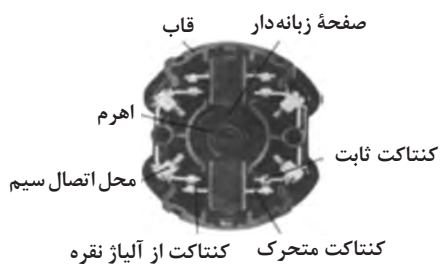 صفحهٔ زبانه‌دار
قاب
اهرم
کنتاکت ثابت
محل اتصال سیم
کنتاکت متحرک
کنتاکت از آلیاژ نقره